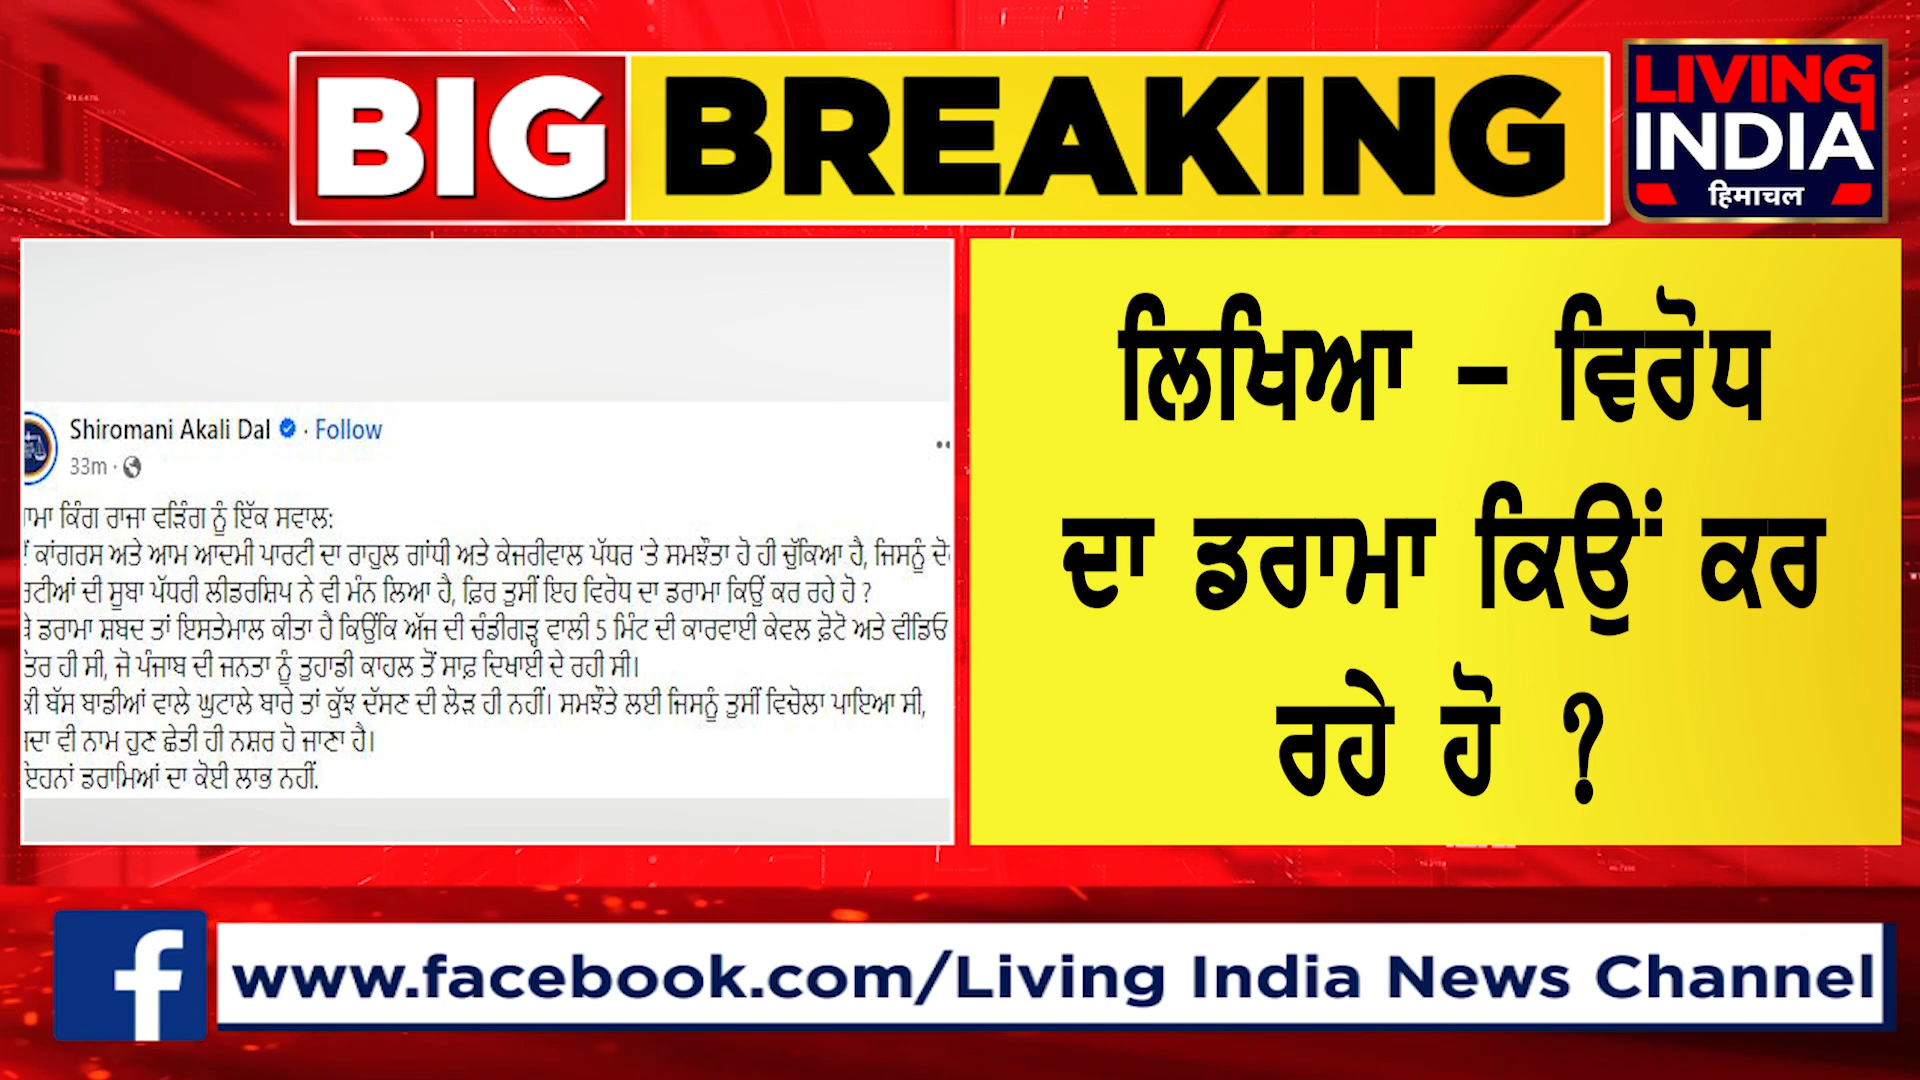 BIG BREAKING
LIVING
INDIA
हिमाचल
Shiromani Akali Dal · Follow
33m ·
ਕਿੰਗ ਰਾਜਾ ਵੜਿੰਗ ਨੂੰ ਇੱਕ ਸਵਾਲ:
ਕਾਂਗਰਸ ਅਤੇ ਆਮ ਆਦਮੀ ਪਾਰਟੀ ਦਾ ਰਾਹੁਲ ਗਾਂਧੀ ਅਤੇ ਕੇਜਰੀਵਾਲ ਪੱਧਰ 'ਤੇ ਸਮਝੌਤਾ ਹੋ ਹੀ ਚੁੱਕਿਆ ਹੈ, ਜਿਸਨੂੰ
ਦੀ ਸੂਬਾ ਪੱਧਰੀ ਲੀਡਰਸ਼ਿਪ ਨੇ ਵੀ ਮੰਨ ਲਿਆ ਹੈ, ਫ਼ਿਰ ਤੁਸੀਂ ਇਹ ਵਿਰੋਧ ਦਾ ਡਰਾਮਾ ਕਿਉਂ ਕਰ ਰਹੇ ਹੋ ?
ਡਰਾਮਾ ਸ਼ਬਦ ਤਾਂ ਇਸਤੇਮਾਲ ਕੀਤਾ ਹੈ ਕਿਉਂਕਿ ਅੱਜ ਦੀ ਚੰਡੀਗੜ੍ਹ ਵਾਲੀ 5 ਮਿੰਟ ਦੀ ਕਾਰਵਾਈ ਕੇਵਲ ਫ਼ੋਟੋ ਅਤੇ ਵੀਡਿਓ
ਹੀ ਸੀ, ਜੋ ਪੰਜਾਬ ਦੀ ਜਨਤਾ ਨੂੰ ਤੁਹਾਡੀ ਕਾਹਲ ਤੋਂ ਸਾਫ਼ ਦਿਖਾਈ ਦੇ ਰਹੀ ਸੀ।
ਬੱਸ ਬਾਡੀਆਂ ਵਾਲੇ ਘੁਟਾਲੇ ਬਾਰੇ ਤਾਂ ਕੁੱਝ ਦੱਸਣ ਦੀ ਲੋੜ ਹੀ ਨਹੀਂ। ਸਮਝੌਤੇ ਲਈ ਜਿਸਨੂੰ ਤੁਸੀਂ ਵਿਚੋਲਾ ਪਾਇਆ ਸੀ,
ਵੀ ਨਾਮ ਹੁਣ ਛੇਤੀ ਹੀ ਨਸ਼ਰ ਹੋ ਜਾਣਾ ਹੈ।
ਏਹਨਾਂ ਡਰਾਮਿਆਂ ਦਾ ਕੋਈ ਲਾਭ ਨਹੀਂ.
ਲਿਖਿਆ - ਵਿਰੋਧ
ਦਾ ਡਰਾਮਾ ਕਿਉਂ ਕਰ
ਰਹੇ ਹੋ ?
www.facebook.com/Living India News Channel